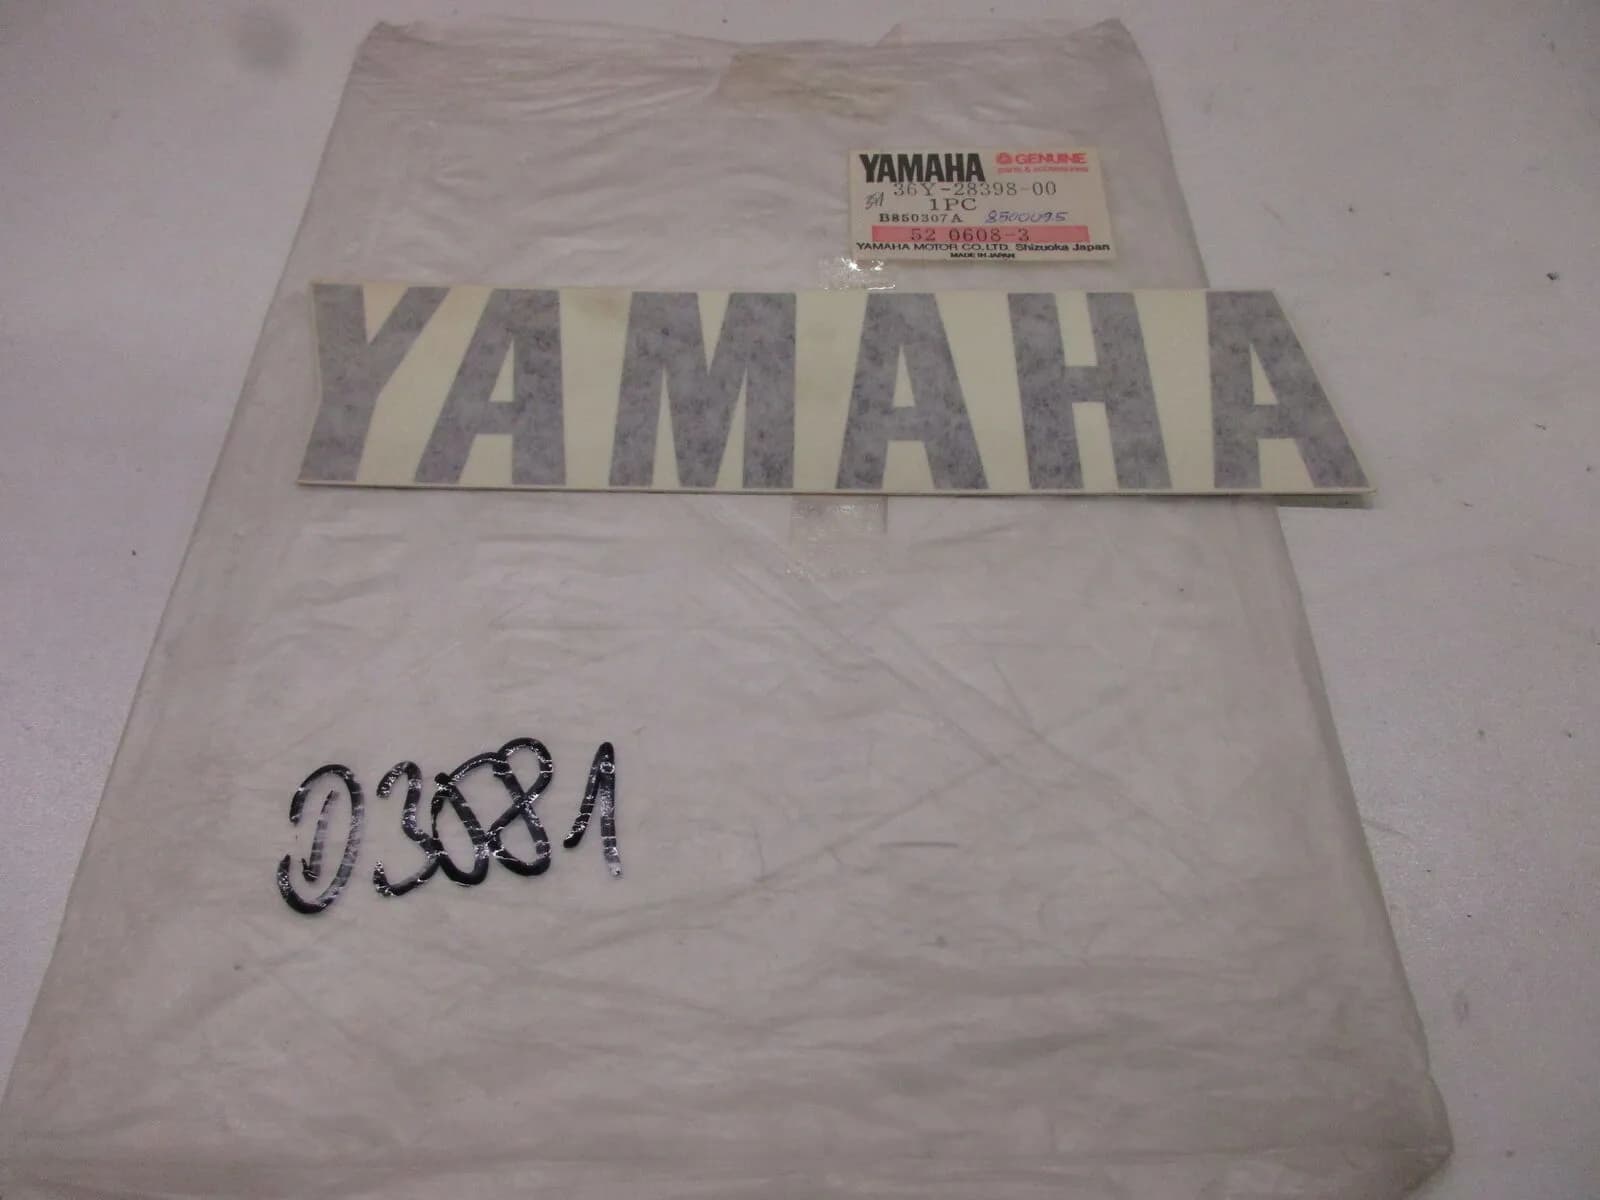 YAMAHA GENUINE
parts & accessories
36Y-28398-00
1PC
B850307A 8500095
52 0608-3
YAMAHA MOTOR CO.,LTD. Shizuoka Japan
MADE IN JAPAN
YAMAHA
D3081